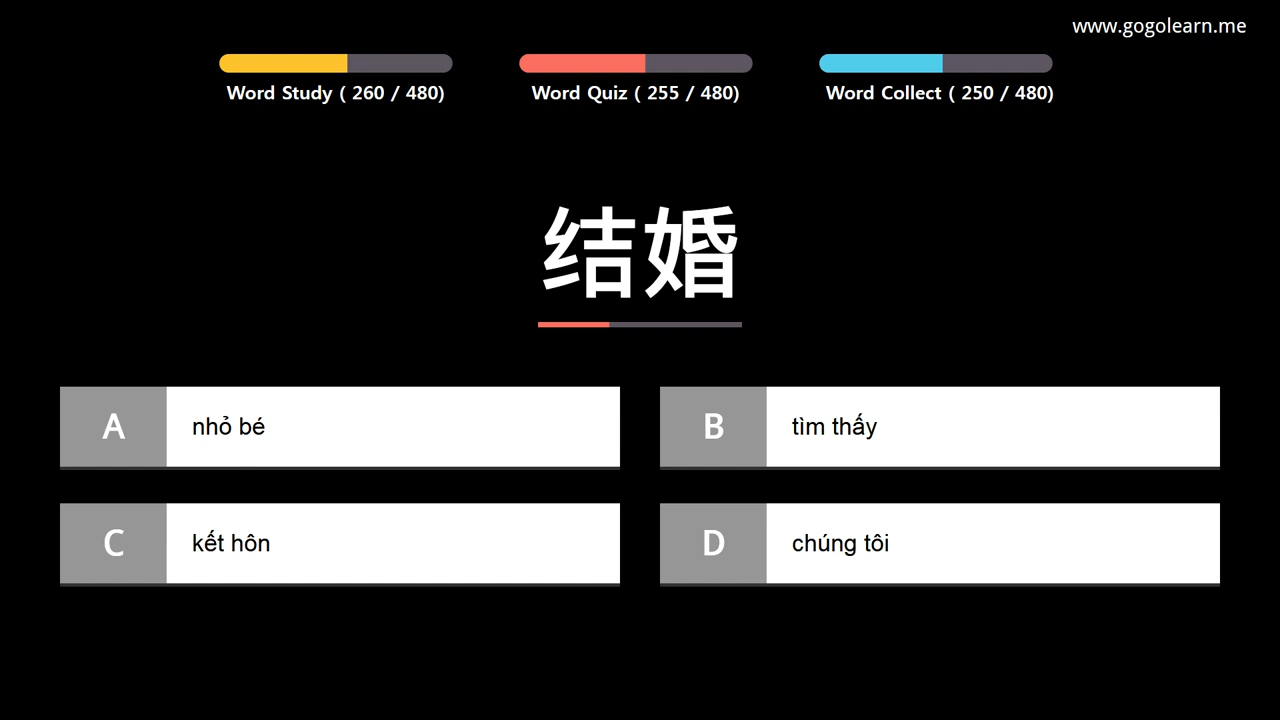 www.gogolearn.me
Word Study ( 260 / 480)
Word Quiz ( 255 / 480)
Word Collect ( 250 / 480)
结婚
A nhỏ bé
B tìm thấy
C kết hôn
D chúng tôi